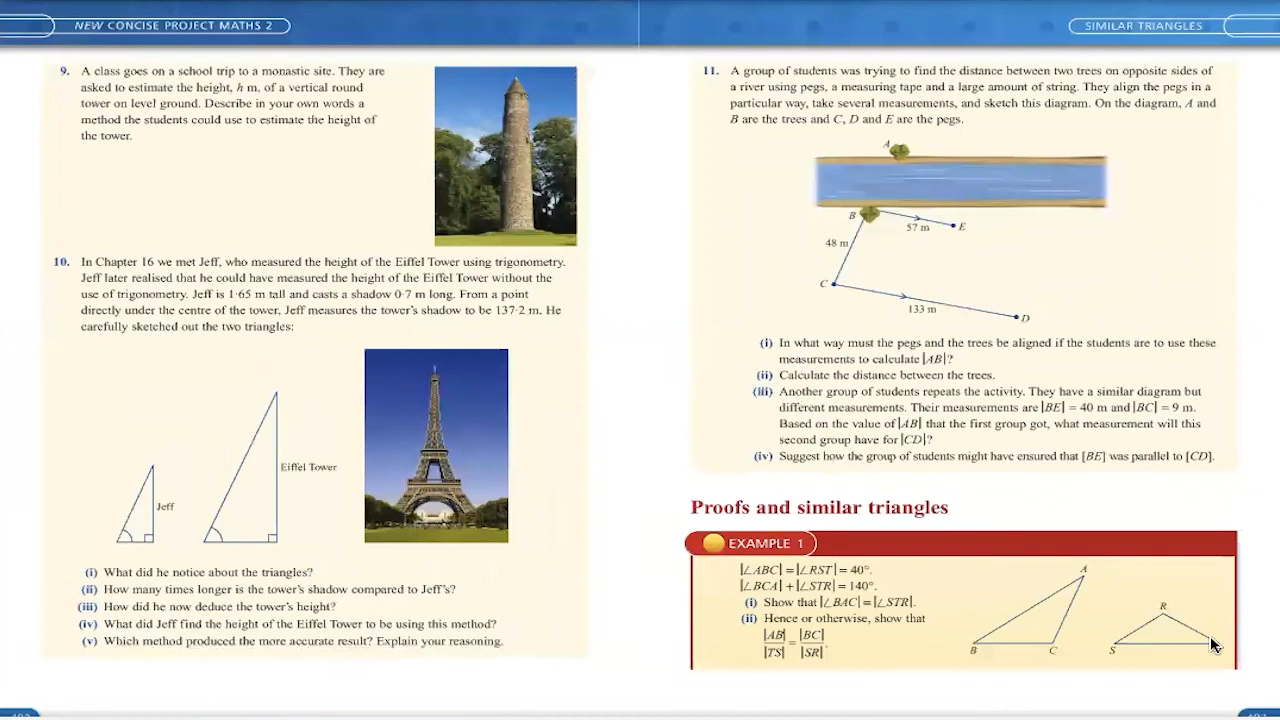 NEW CONCISE PROJECT MATHS 2
9. A class goes on a school trip to a monastic site. They are
asked to estimate the height, h m, of a vertical round
tower on level ground. Describe in your own words a
method the students could use to estimate the height of
the tower.
10. In Chapter 16 we met Jeff, who measured the height of the Eiffel Tower using trigonometry.
Jeff later realised that he could have measured the height of the Eiffel Tower without the
use of trigonometry. Jeff is 1·65 m tall and casts a shadow 0·7 m long. From a point
directly under the centre of the tower, Jeff measures the tower's shadow to be 137·2 m. He
carefully sketched out the two triangles:
Jeff
Eiffel Tower
(i) What did he notice about the triangles?
(ii) How many times longer is the tower's shadow compared to Jeff's?
(iii) How did he now deduce the tower's height?
(iv) What did Jeff find the height of the Eiffel Tower to be using this method?
(v) Which method produced the more accurate result? Explain your reasoning.
SIMILAR TRIANGLES
11. A group of students was trying to find the distance between two trees on opposite sides of
a river using pegs, a measuring tape and a large amount of string. They align the pegs in a
particular way, take several measurements, and sketch this diagram. On the diagram, A and
B are the trees and C, D and E are the pegs.
A
B
57 m
E
48 m
C
133 m
D
(i) In what way must the pegs and the trees be aligned if the students are to use these
measurements to calculate |AB|?
(ii) Calculate the distance between the trees.
(iii) Another group of students repeats the activity. They have a similar diagram but
different measurements. Their measurements are |BE| = 40 m and |BC| = 9 m.
Based on the value of |AB| that the first group got, what measurement will this
second group have for |CD|?
(iv) Suggest how the group of students might have ensured that [BE] was parallel to [CD].
Proofs and similar triangles
EXAMPLE 1
|∠ABC| = |∠RST| = 40°.
|∠BCA| + |∠STR| = 140°.
(i) Show that |∠BAC| = |∠STR|.
(ii) Hence or otherwise, show that
|AB| / |TS| = |BC| / |SR|.
A
B
C
R
S